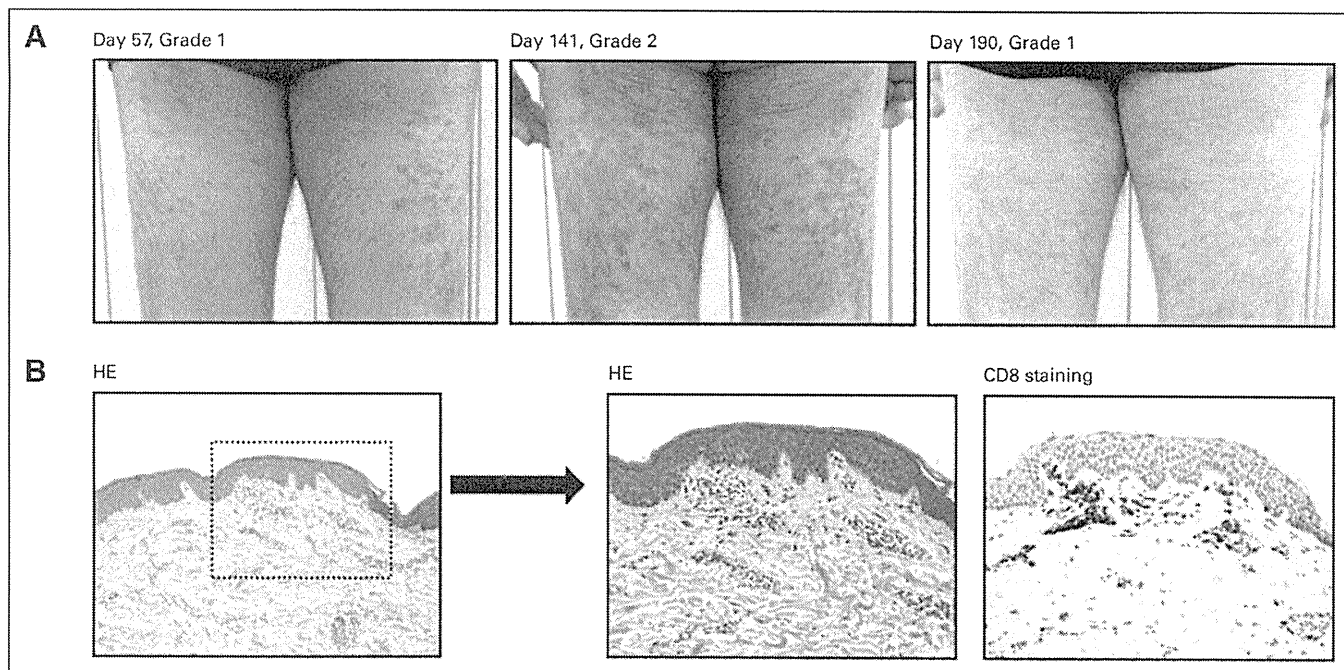 A
Day 57, Grade 1
Day 141, Grade 2
Day 190, Grade 1
B
HE
HE
CD8 staining